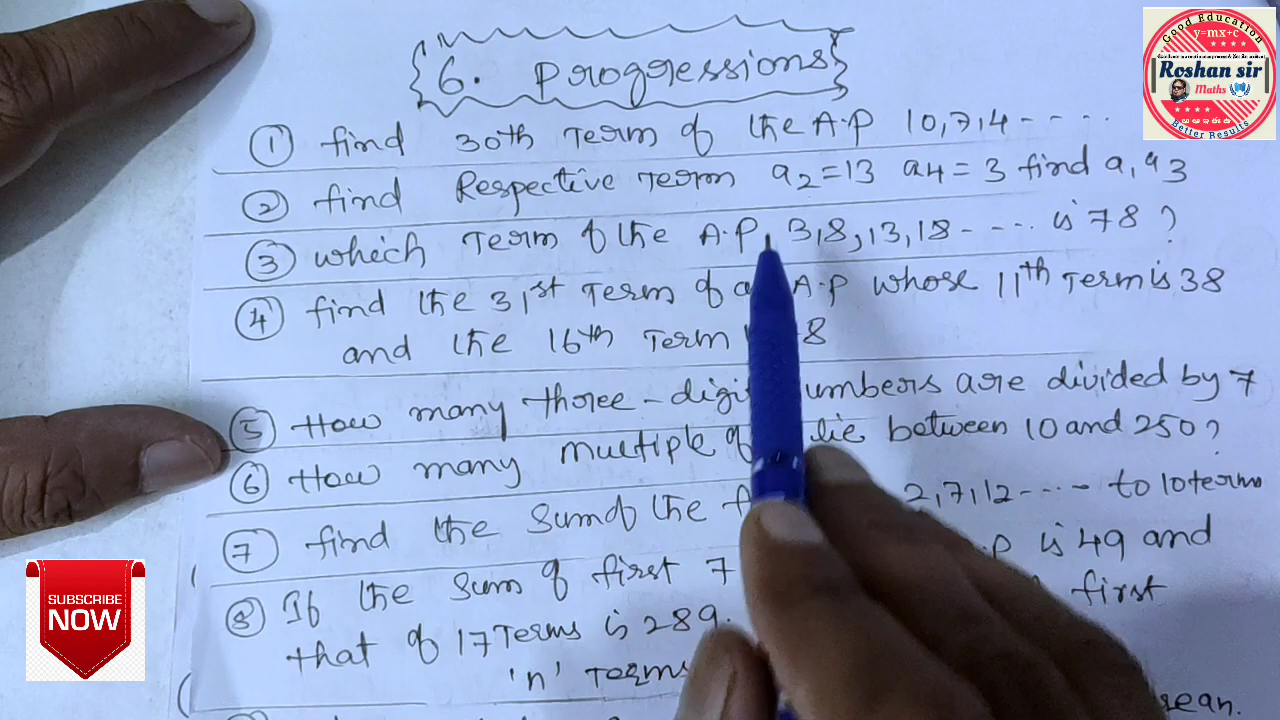 6. Progressions
① find 30th Term of the A.P 10,7,4- - - -
② find Respective Term a2=13 a4=3 find a, a3
③ which Term of the A.P, 3,8,13,18- - - - is 78 ?
④ find the 31st Term of A.P whose 11th Term is 38
and the 16th Term 8
⑤ How many three-digit numbers are divided by 7
⑥ How many multiple of lie between 10 and 250?
⑦ find the sum of the 2,7,12- - - - to 10 terms
⑧ If the sum of first 7 is 49 and
that of 17 Terms is 289. first
'n' Terms
Good Education
y=mx+c
Roshan sir
Maths
Better Results
SUBSCRIBE
NOW